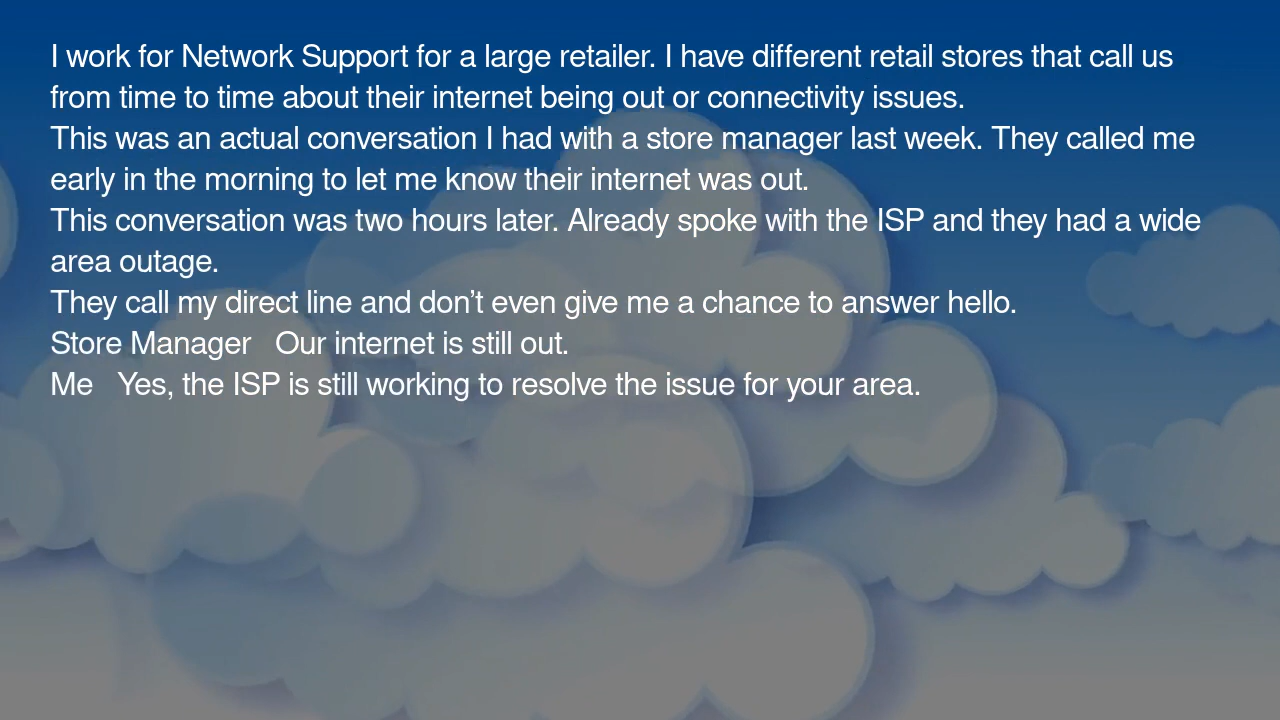 I work for Network Support for a large retailer. I have different retail stores that call us
from time to time about their internet being out or connectivity issues.
This was an actual conversation I had with a store manager last week. They called me
early in the morning to let me know their internet was out.
This conversation was two hours later. Already spoke with the ISP and they had a wide
area outage.
They call my direct line and don’t even give me a chance to answer hello.
Store Manager   Our internet is still out.
Me   Yes, the ISP is still working to resolve the issue for your area.